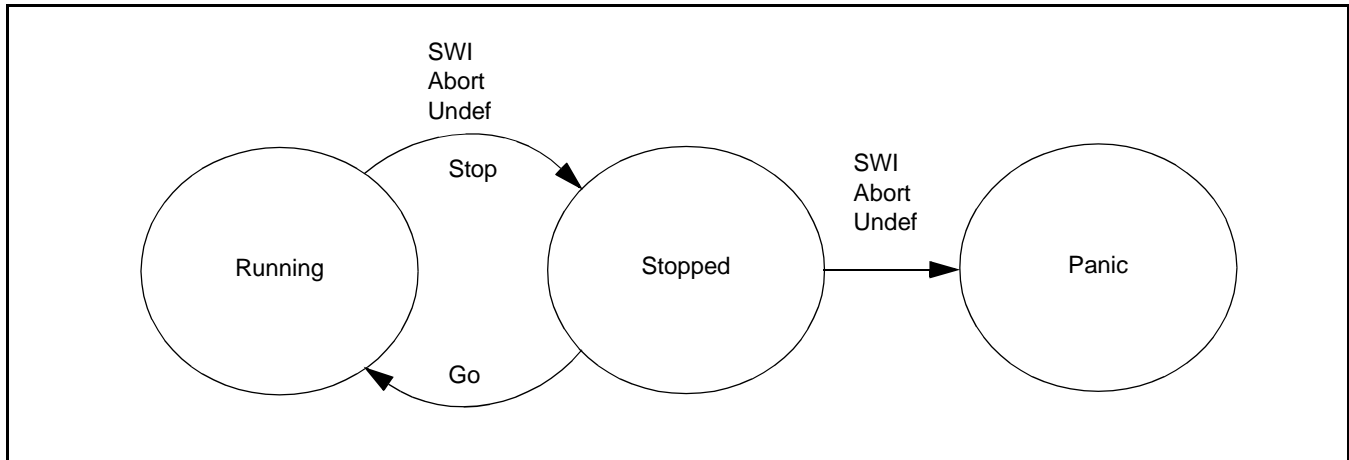 SWI
Abort
Undef
Stop
SWI
Abort
Undef
Running
Stopped
Panic
Go